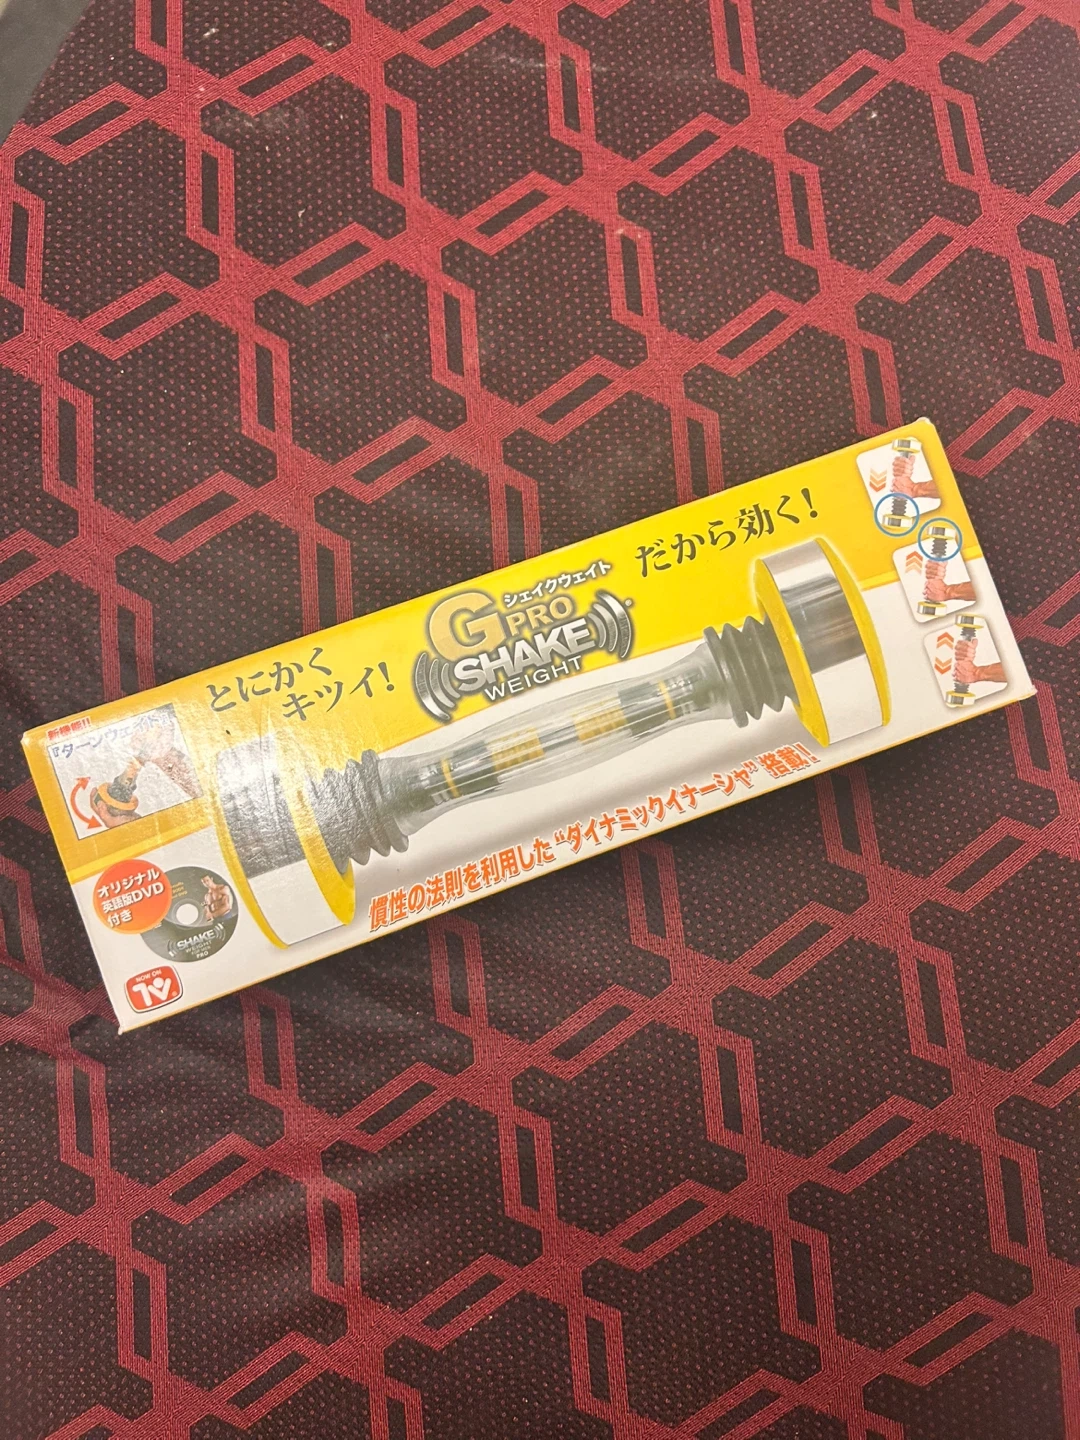 とにかく
キツイ!
シェイクウェイト
G PRO
SHAKE
WEIGHT
だから効く!
新機能!!
『ターンウェイト』
慣性の法則を利用した“ダイナミックイナーシャ”搭載!!
オリジナル
英語版DVD
付き
SHAKE
WEIGHT
PRO
NOW ON
TV